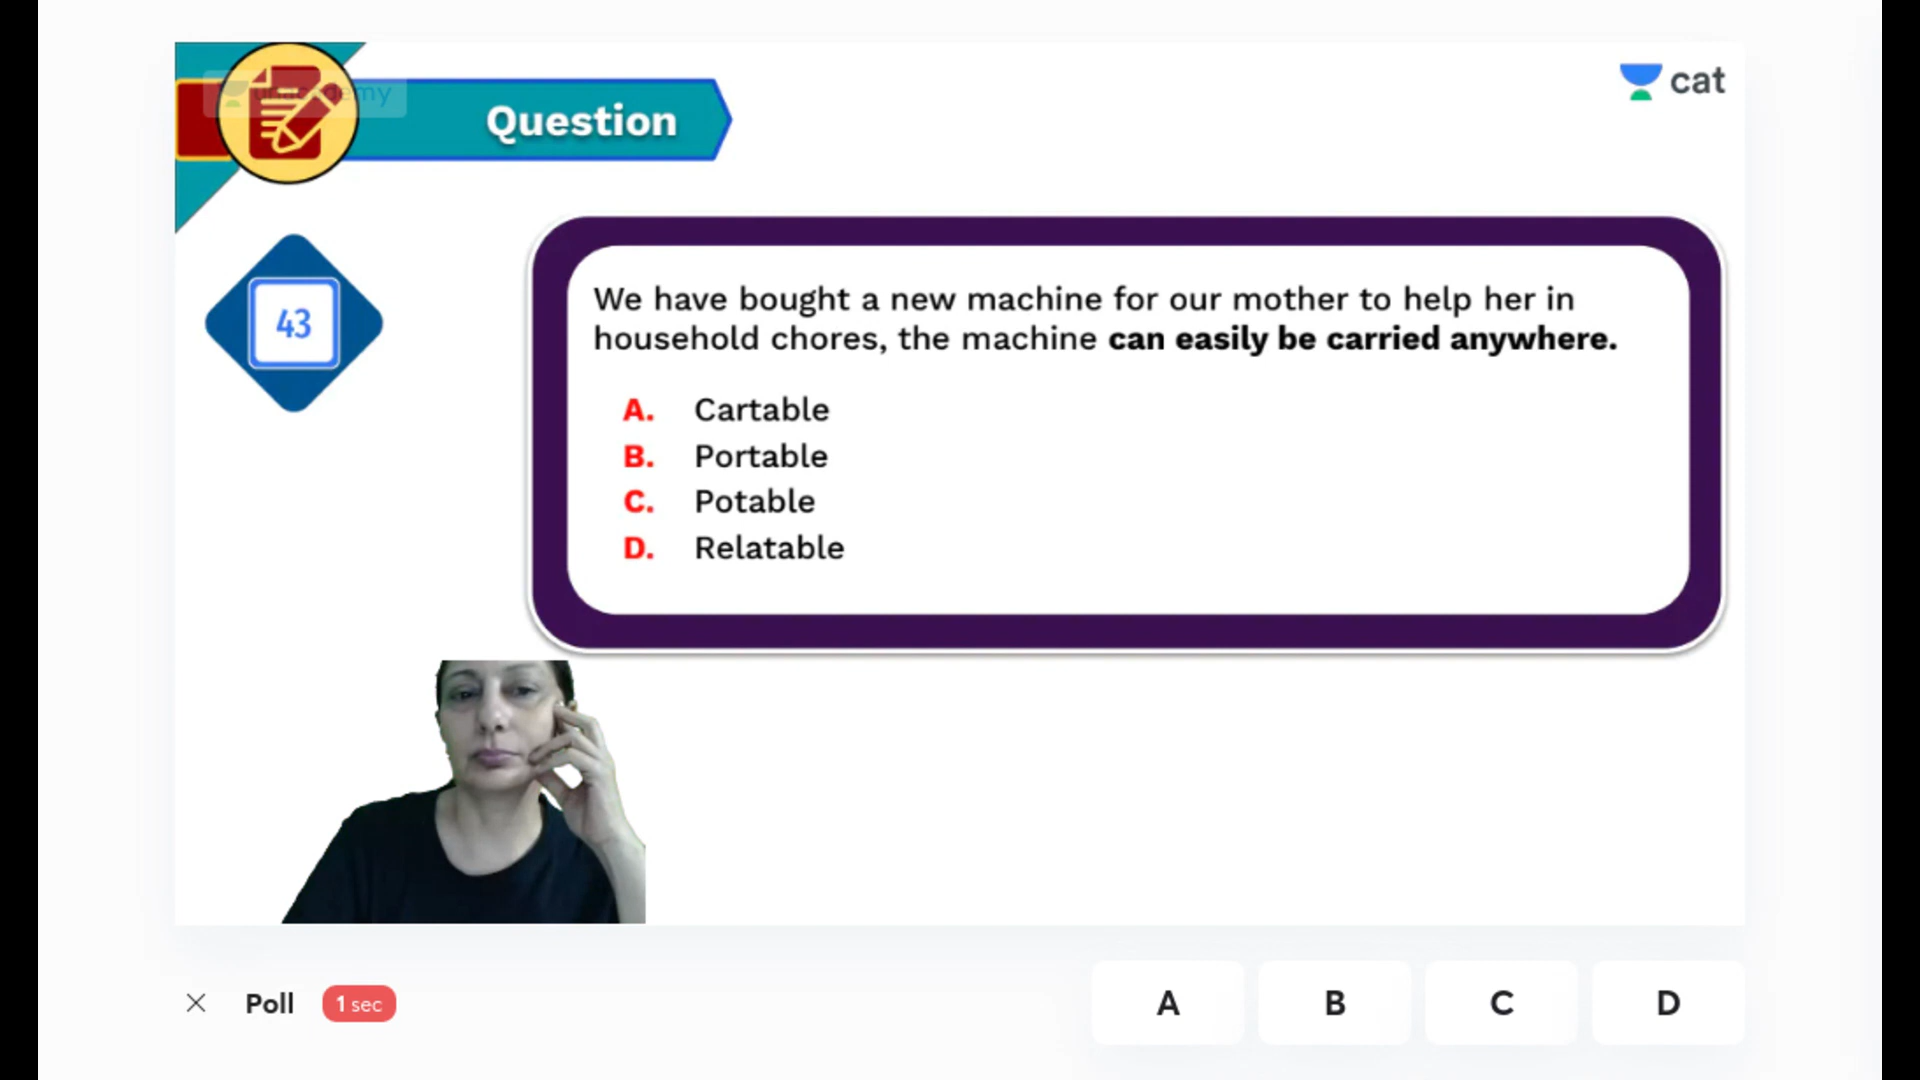 unacademy
Question
cat
43
We have bought a new machine for our mother to help her in
household chores, the machine can easily be carried anywhere.
A. Cartable
B. Portable
C. Potable
D. Relatable
× Poll 1 sec
A B C D